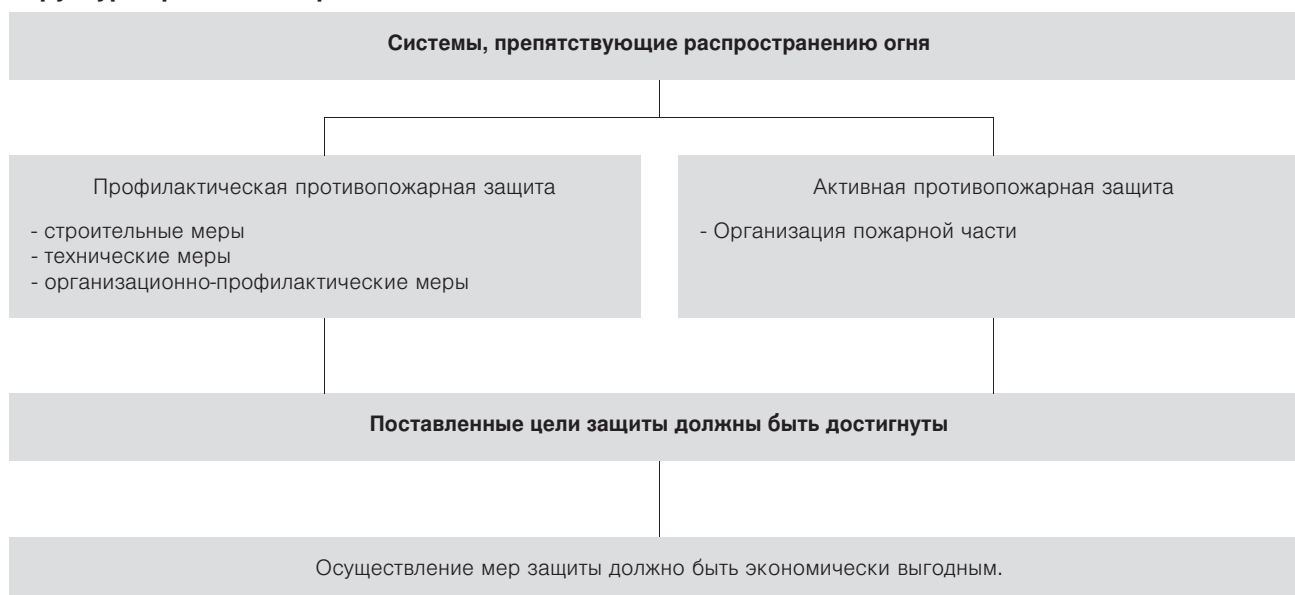 Системы, препятствующие распространению огня
Профилактическая противопожарная защита
- строительные меры
- технические меры
- организационно-профилактические меры
Активная противопожарная защита
- Организация пожарной части
Поставленные цели защиты должны быть достигнуты
Осуществление мер защиты должно быть экономически выгодным.